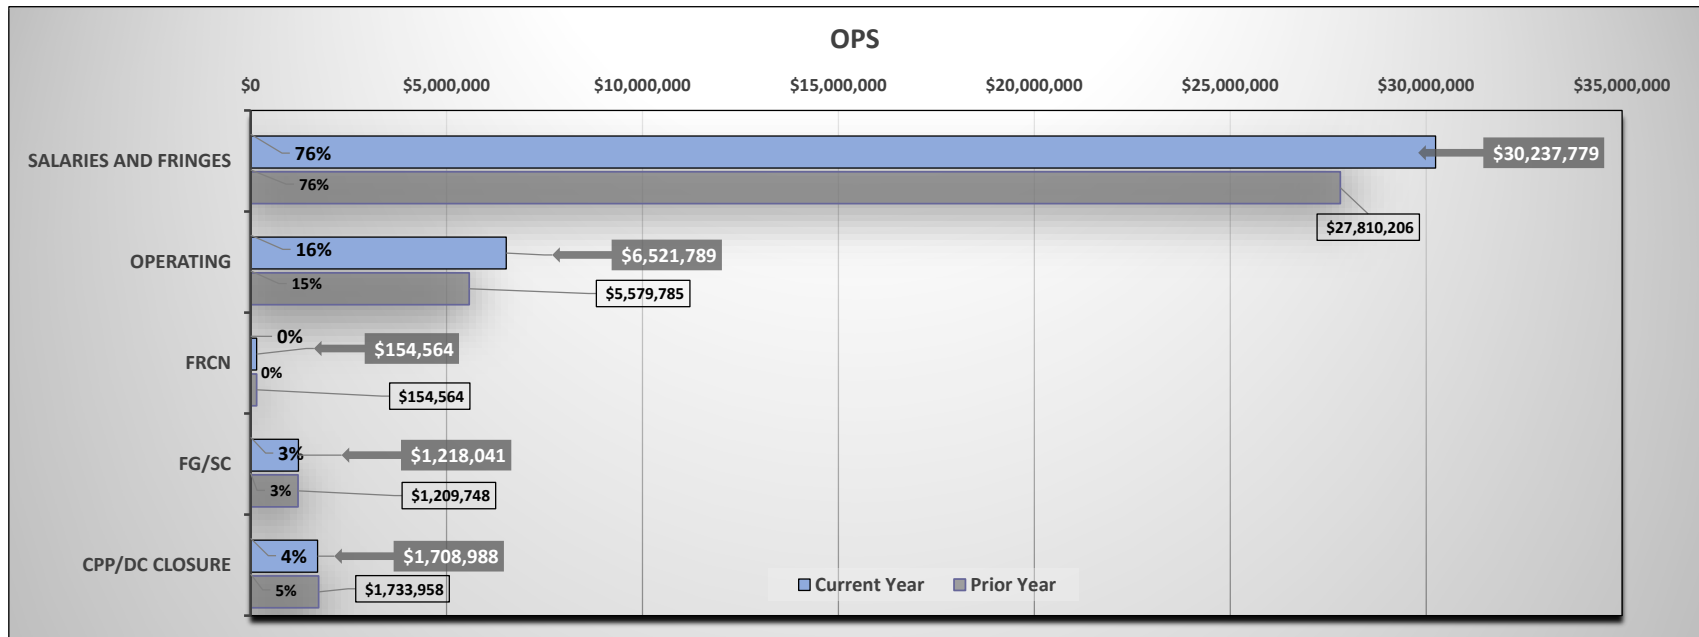 OPS
$0 $5,000,000 $10,000,000 $15,000,000 $20,000,000 $25,000,000 $30,000,000 $35,000,000
SALARIES AND FRINGES
76%
$30,237,779
76%
$27,810,206
OPERATING
16%
$6,521,789
15%
$5,579,785
FRCN
0%
$154,564
0%
$154,564
FG/SC
3%
$1,218,041
3%
$1,209,748
CPP/DC CLOSURE
4%
$1,708,988
5%
$1,733,958
Current Year Prior Year